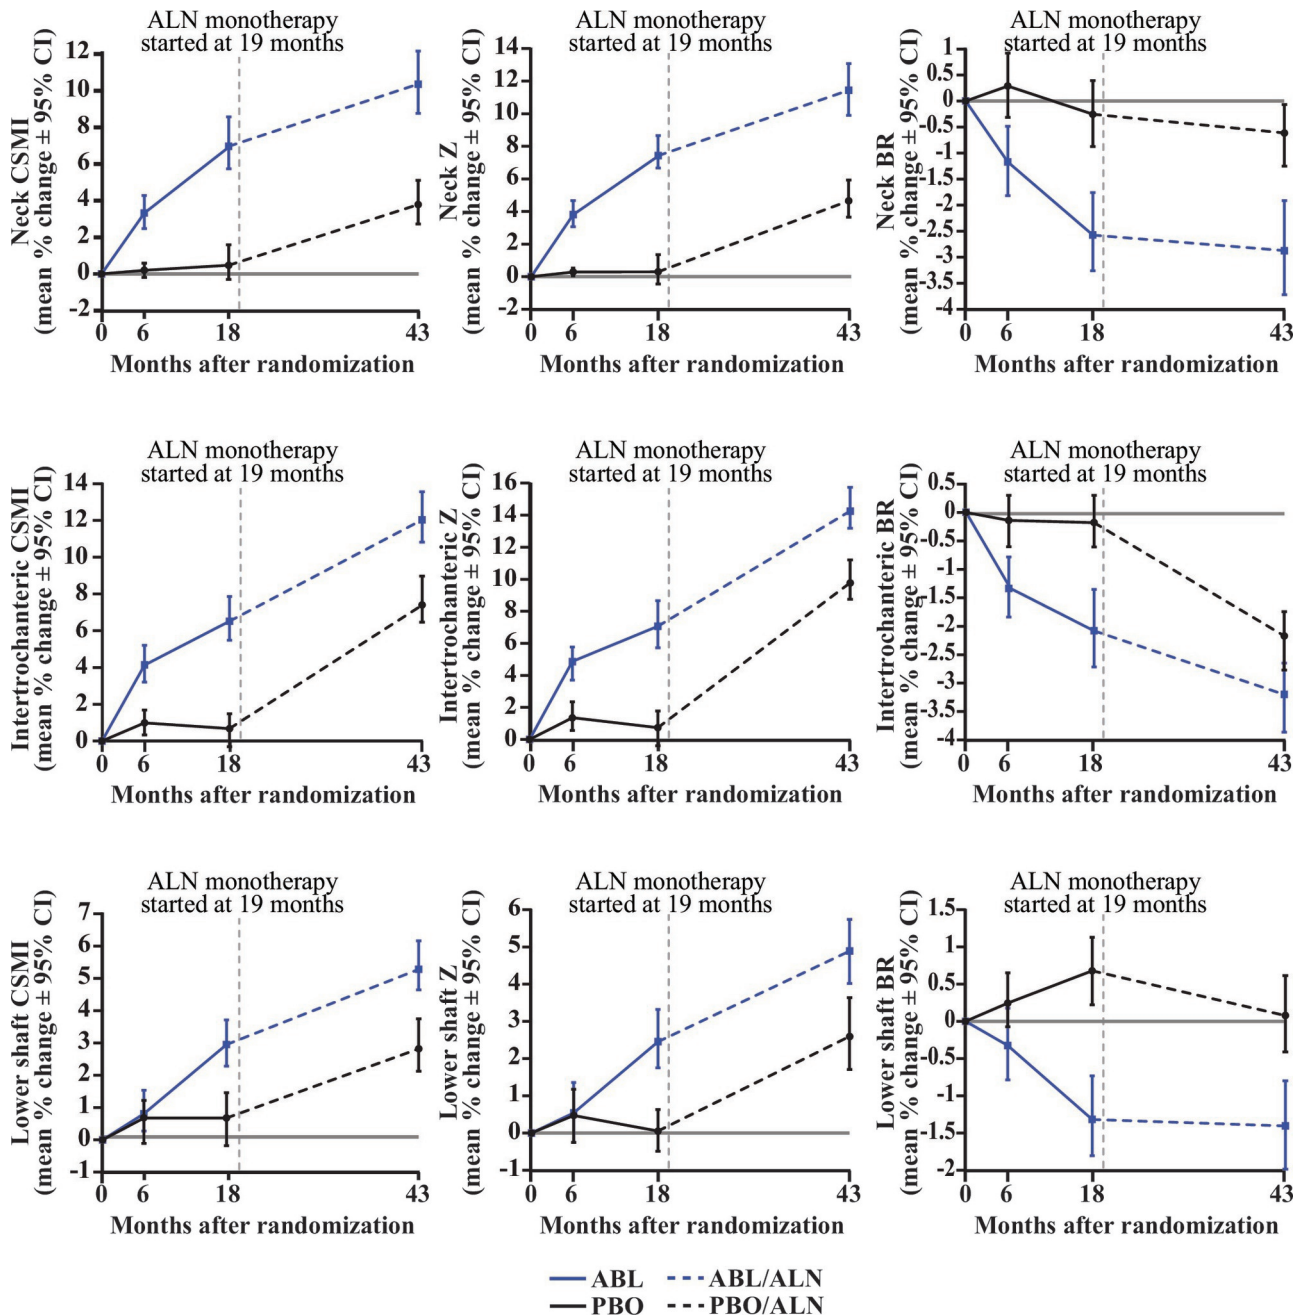 ALN monotherapy
started at 19 months
Neck CSMI
(mean % change ± 95% CI)
12
10
8
6
4
2
0
-2
0 6 18 43
Months after randomization
ALN monotherapy
started at 19 months
Neck Z
(mean % change ± 95% CI)
14
12
10
8
6
4
2
0
-2
0 6 18 43
Months after randomization
ALN monotherapy
started at 19 months
Neck BR
(mean % change ± 95% CI)
1
0.5
0
-0.5
-1
-1.5
-2
-2.5
-3
-3.5
-4
0 6 18 43
Months after randomization
ALN monotherapy
started at 19 months
Intertrochanteric CSMI
(mean % change ± 95% CI)
14
12
10
8
6
4
2
0
0 6 18 43
Months after randomization
ALN monotherapy
started at 19 months
Intertrochanteric Z
(mean % change ± 95% CI)
16
14
12
10
8
6
4
2
0
0 6 18 43
Months after randomization
ALN monotherapy
started at 19 months
Intertrochanteric BR
(mean % change ± 95% CI)
0.5
0
-0.5
-1
-1.5
-2
-2.5
-3
-3.5
-4
0 6 18 43
Months after randomization
ALN monotherapy
started at 19 months
Lower shaft CSMI
(mean % change ± 95% CI)
7
6
5
4
3
2
1
0
-1
0 6 18 43
Months after randomization
ALN monotherapy
started at 19 months
Lower shaft Z
(mean % change ± 95% CI)
6
5
4
3
2
1
0
-1
0 6 18 43
Months after randomization
ALN monotherapy
started at 19 months
Lower shaft BR
(mean % change ± 95% CI)
1.5
1
0.5
0
-0.5
-1
-1.5
-2
0 6 18 43
Months after randomization
ABL ABL/ALN
PBO PBO/ALN